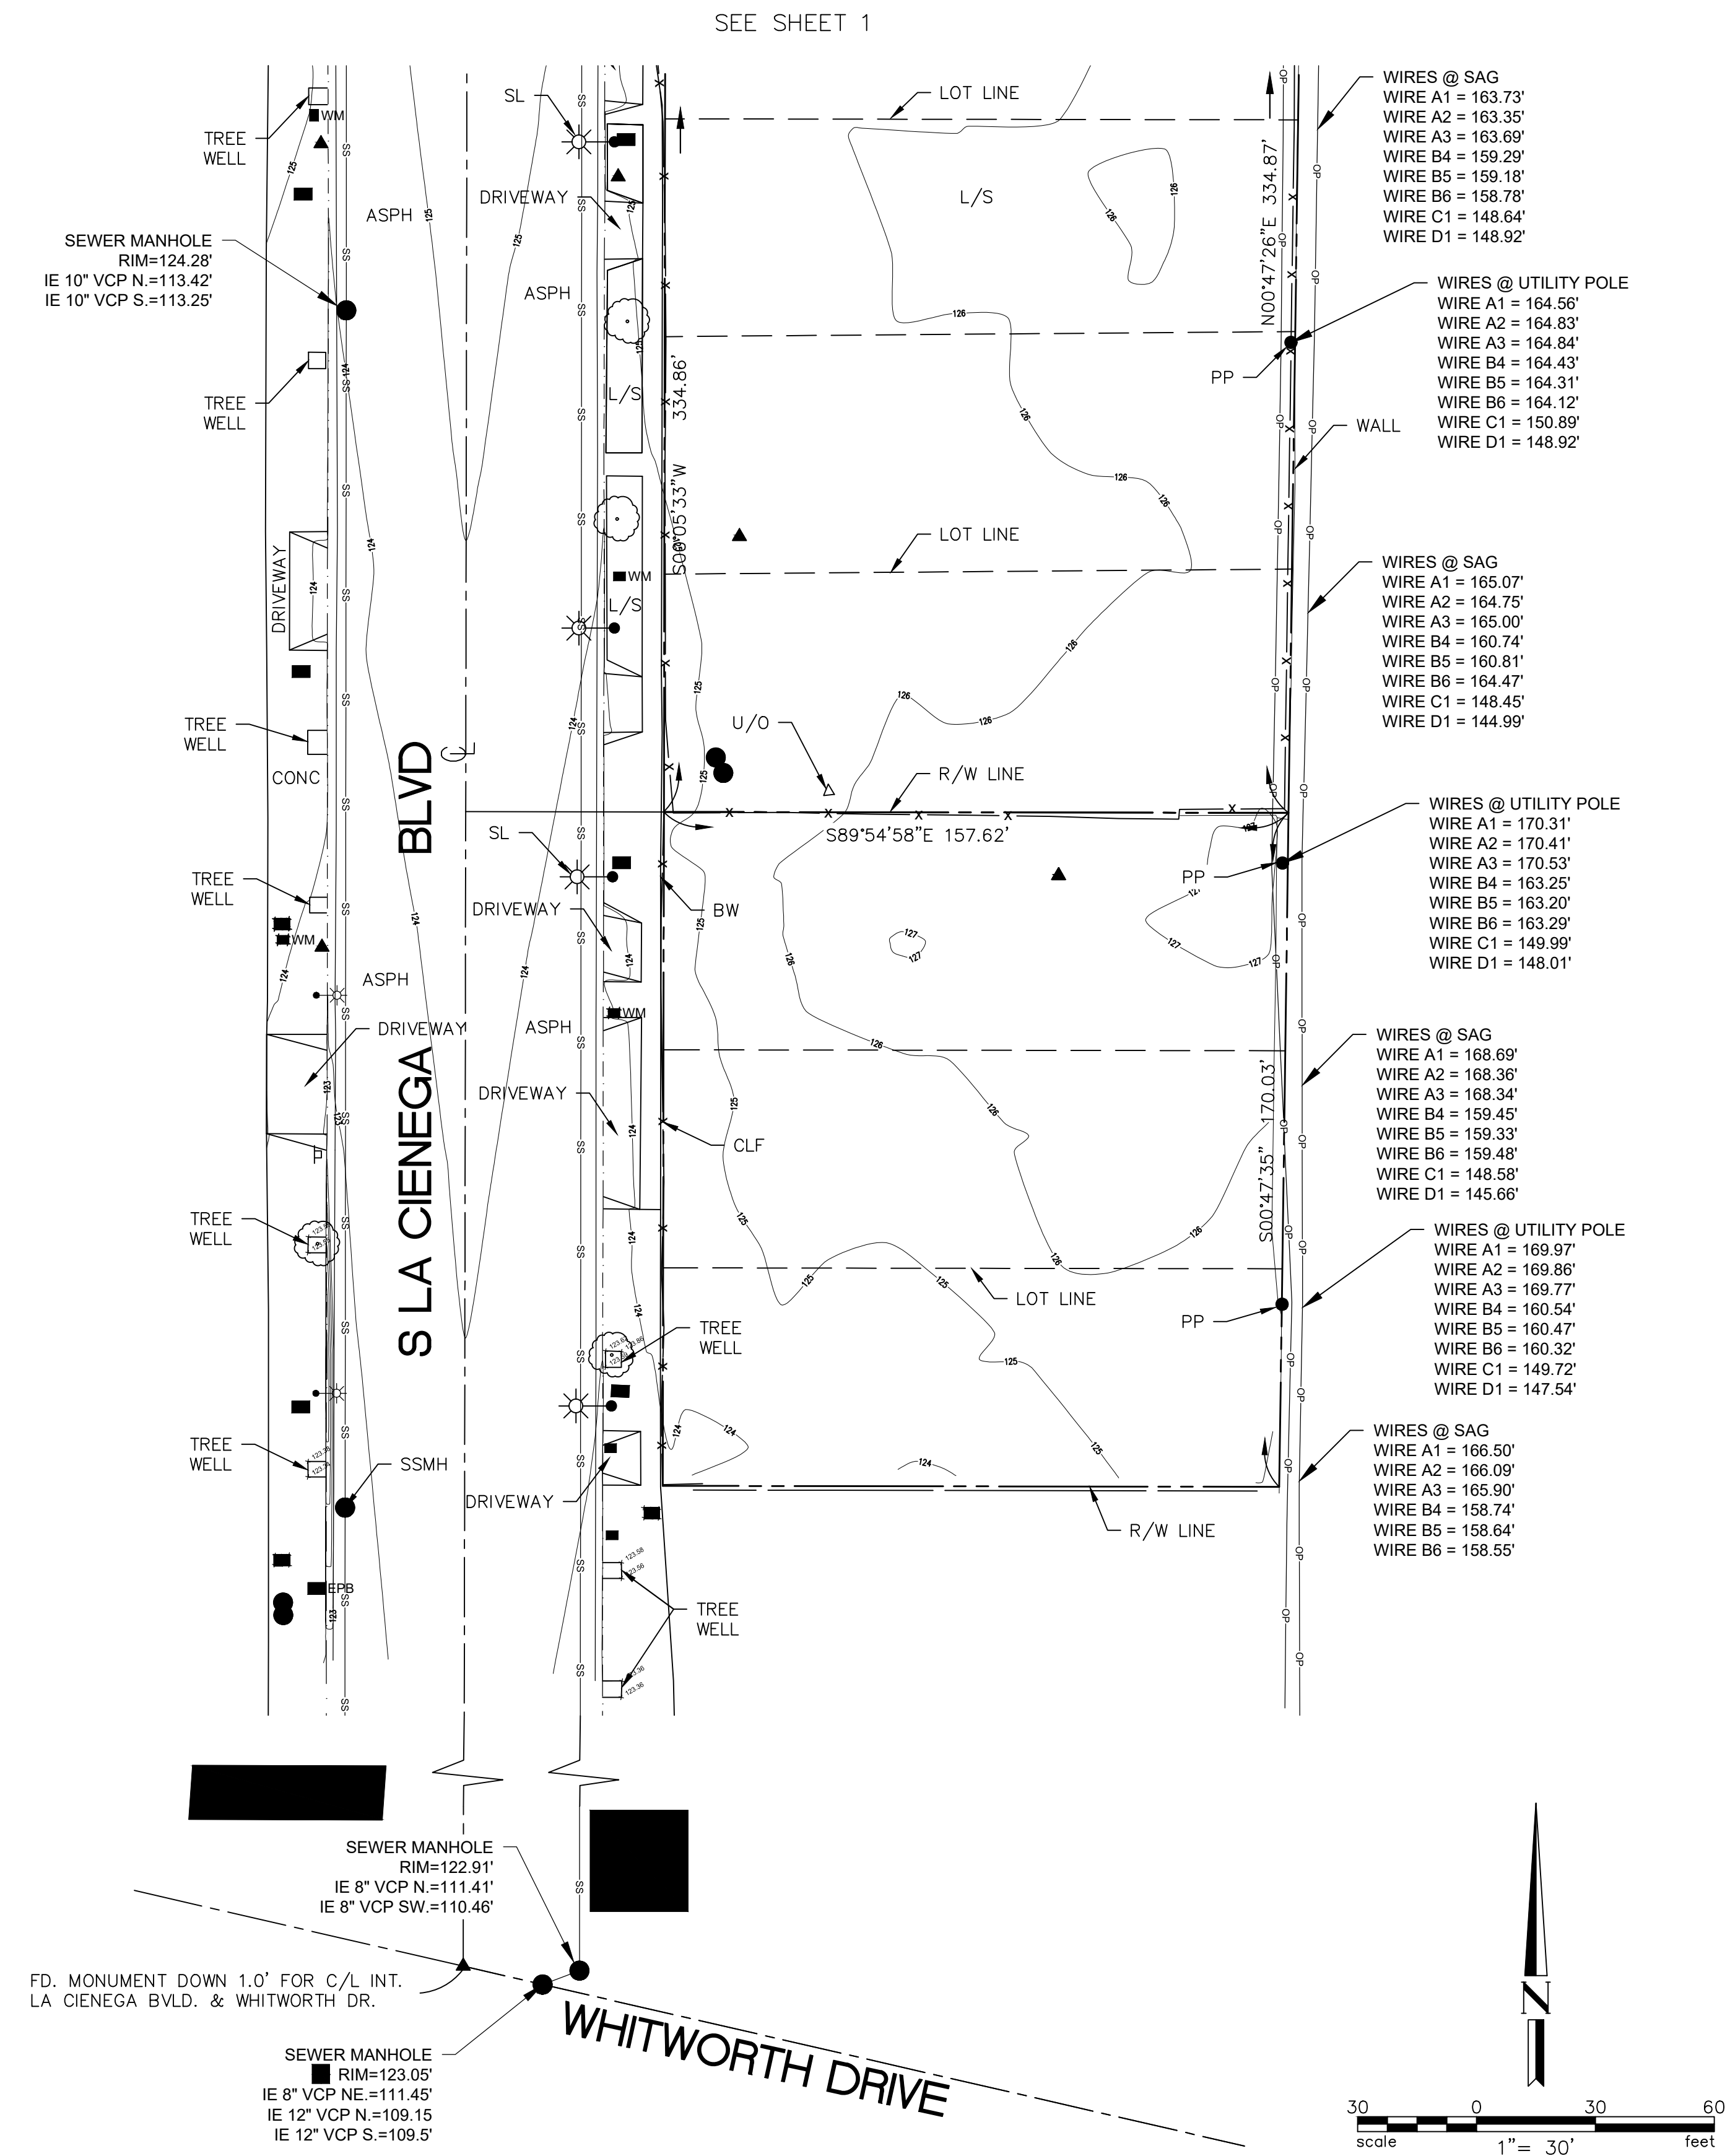 SEE SHEET 1
WIRES @ SAG
WIRE A1 = 163.73'
WIRE A2 = 163.35'
WIRE A3 = 163.69'
WIRE B4 = 159.29'
WIRE B5 = 159.18'
WIRE B6 = 158.78'
WIRE C1 = 148.64'
WIRE D1 = 148.92'
SL
LOT LINE
TREE
WELL
WM
DRIVEWAY
L/S
ASPH
SEWER MANHOLE
RIM=124.28'
IE 10" VCP N.=113.42'
IE 10" VCP S.=113.25'
ASPH
N00°47'26"E 334.87'
WIRES @ UTILITY POLE
WIRE A1 = 164.56'
WIRE A2 = 164.83'
WIRE A3 = 164.84'
WIRE B4 = 164.43'
WIRE B5 = 164.31'
WIRE B6 = 164.12'
WIRE C1 = 150.89'
WIRE D1 = 148.92'
PP
WALL
TREE
WELL
L/S
S00°05'33"W 334.86'
LOT LINE
DRIVEWAY
WM
L/S
WIRES @ SAG
WIRE A1 = 165.07'
WIRE A2 = 164.75'
WIRE A3 = 165.00'
WIRE B4 = 160.74'
WIRE B5 = 160.81'
WIRE B6 = 164.47'
WIRE C1 = 148.45'
WIRE D1 = 144.99'
TREE
WELL
CONC
CL
U/O
R/W LINE
S89°54'58"E 157.62'
WIRES @ UTILITY POLE
WIRE A1 = 170.31'
WIRE A2 = 170.41'
WIRE A3 = 170.53'
WIRE B4 = 163.25'
WIRE B5 = 163.20'
WIRE B6 = 163.29'
WIRE C1 = 149.99'
WIRE D1 = 148.01'
SL
PP
TREE
WELL
WM
DRIVEWAY
BW
ASPH
S LA CIENEGA BLVD
DRIVEWAY
ASPH
WM
DRIVEWAY
CLF
S00°47'35" 170.03'
WIRES @ SAG
WIRE A1 = 168.69'
WIRE A2 = 168.36'
WIRE A3 = 168.34'
WIRE B4 = 159.45'
WIRE B5 = 159.33'
WIRE B6 = 159.48'
WIRE C1 = 148.58'
WIRE D1 = 145.66'
TREE
WELL
WIRES @ UTILITY POLE
WIRE A1 = 169.97'
WIRE A2 = 169.86'
WIRE A3 = 169.77'
WIRE B4 = 160.54'
WIRE B5 = 160.47'
WIRE B6 = 160.32'
WIRE C1 = 149.72'
WIRE D1 = 147.54'
LOT LINE
PP
TREE
WELL
TREE
WELL
SSMH
DRIVEWAY
R/W LINE
WIRES @ SAG
WIRE A1 = 166.50'
WIRE A2 = 166.09'
WIRE A3 = 165.90'
WIRE B4 = 158.74'
WIRE B5 = 158.64'
WIRE B6 = 158.55'
EPB
123.58
123.56
TREE
WELL
123.36
SEWER MANHOLE
RIM=122.91'
IE 8" VCP N.=111.41'
IE 8" VCP SW.=110.46'
FD. MONUMENT DOWN 1.0' FOR C/L INT.
LA CIENEGA BVLD. & WHITWORTH DR.
WHITWORTH DRIVE
SEWER MANHOLE
RIM=123.05'
IE 8" VCP NE.=111.45'
IE 12" VCP N.=109.15
IE 12" VCP S.=109.5'
N
30 0 30 60
scale 1"= 30' feet